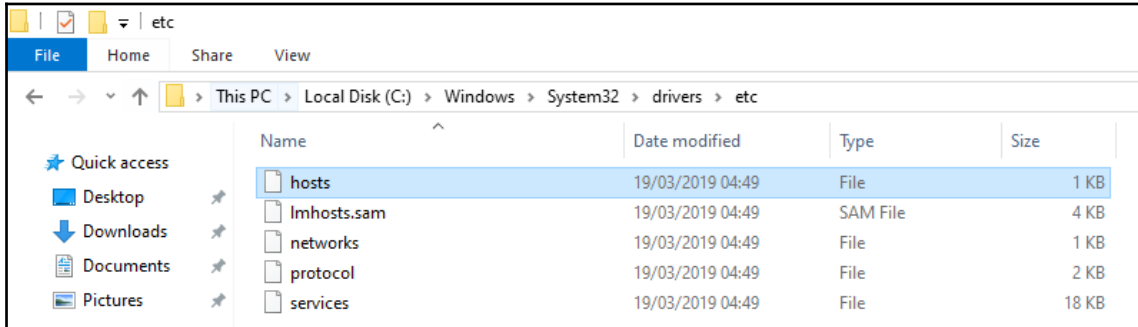 etc
File Home Share View
This PC > Local Disk (C:) > Windows > System32 > drivers > etc
Name Date modified Type Size
Quick access
Desktop
Downloads
Documents
Pictures
hosts 19/03/2019 04:49 File 1 KB
lmhosts.sam 19/03/2019 04:49 SAM File 4 KB
networks 19/03/2019 04:49 File 1 KB
protocol 19/03/2019 04:49 File 2 KB
services 19/03/2019 04:49 File 18 KB